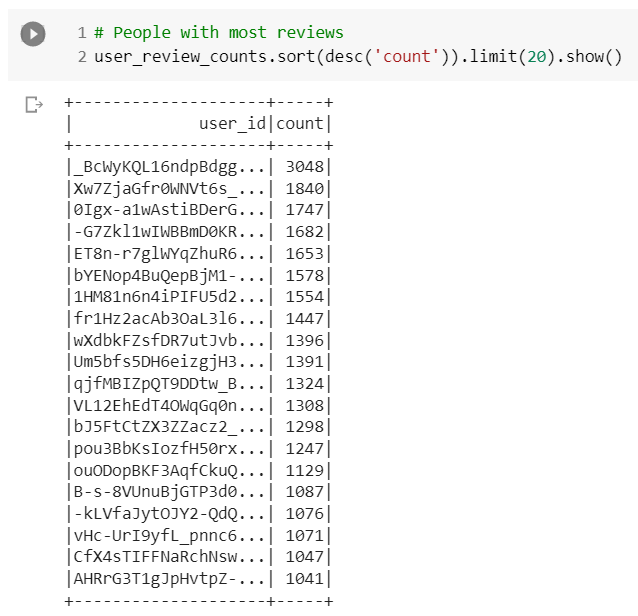 1 # People with most reviews
2 user_review_counts.sort(desc('count')).limit(20).show()
+--------------------+-----+
|             user_id|count|
+--------------------+-----+
|_BcWyKQL16ndpBdgg...| 3048|
|Xw7ZjaGfr0WNVt6s_...| 1840|
|0Igx-a1wAstiBDerG...| 1747|
|-G7Zkl1wIWBBmD0KR...| 1682|
|ET8n-r7glWYqZhuR6...| 1653|
|bYENop4BuQepBjM1-...| 1578|
|1HM81n6n4iPIFU5d2...| 1554|
|fr1Hz2acAb3OaL3l6...| 1447|
|wXdbkFZsfDR7utJvb...| 1396|
|Um5bfs5DH6eizgjH3...| 1391|
|qjfMBIZpQT9DDtw_B...| 1324|
|VL12EhEdT4OWqGq0n...| 1308|
|bJ5FtCtZX3ZZacz2_...| 1298|
|pou3BbKsIozfH50rx...| 1247|
|ouODopBKF3AqfCkuQ...| 1129|
|B-s-8VUnuBjGTP3d0...| 1087|
|-kLVfaJytOJY2-QdQ...| 1076|
|vHc-UrI9yfL_pnnc6...| 1071|
|CfX4sTIFFNaRchNsw...| 1047|
|AHRrG3T1gJpHvtpZ-...| 1041|
+--------------------+-----+